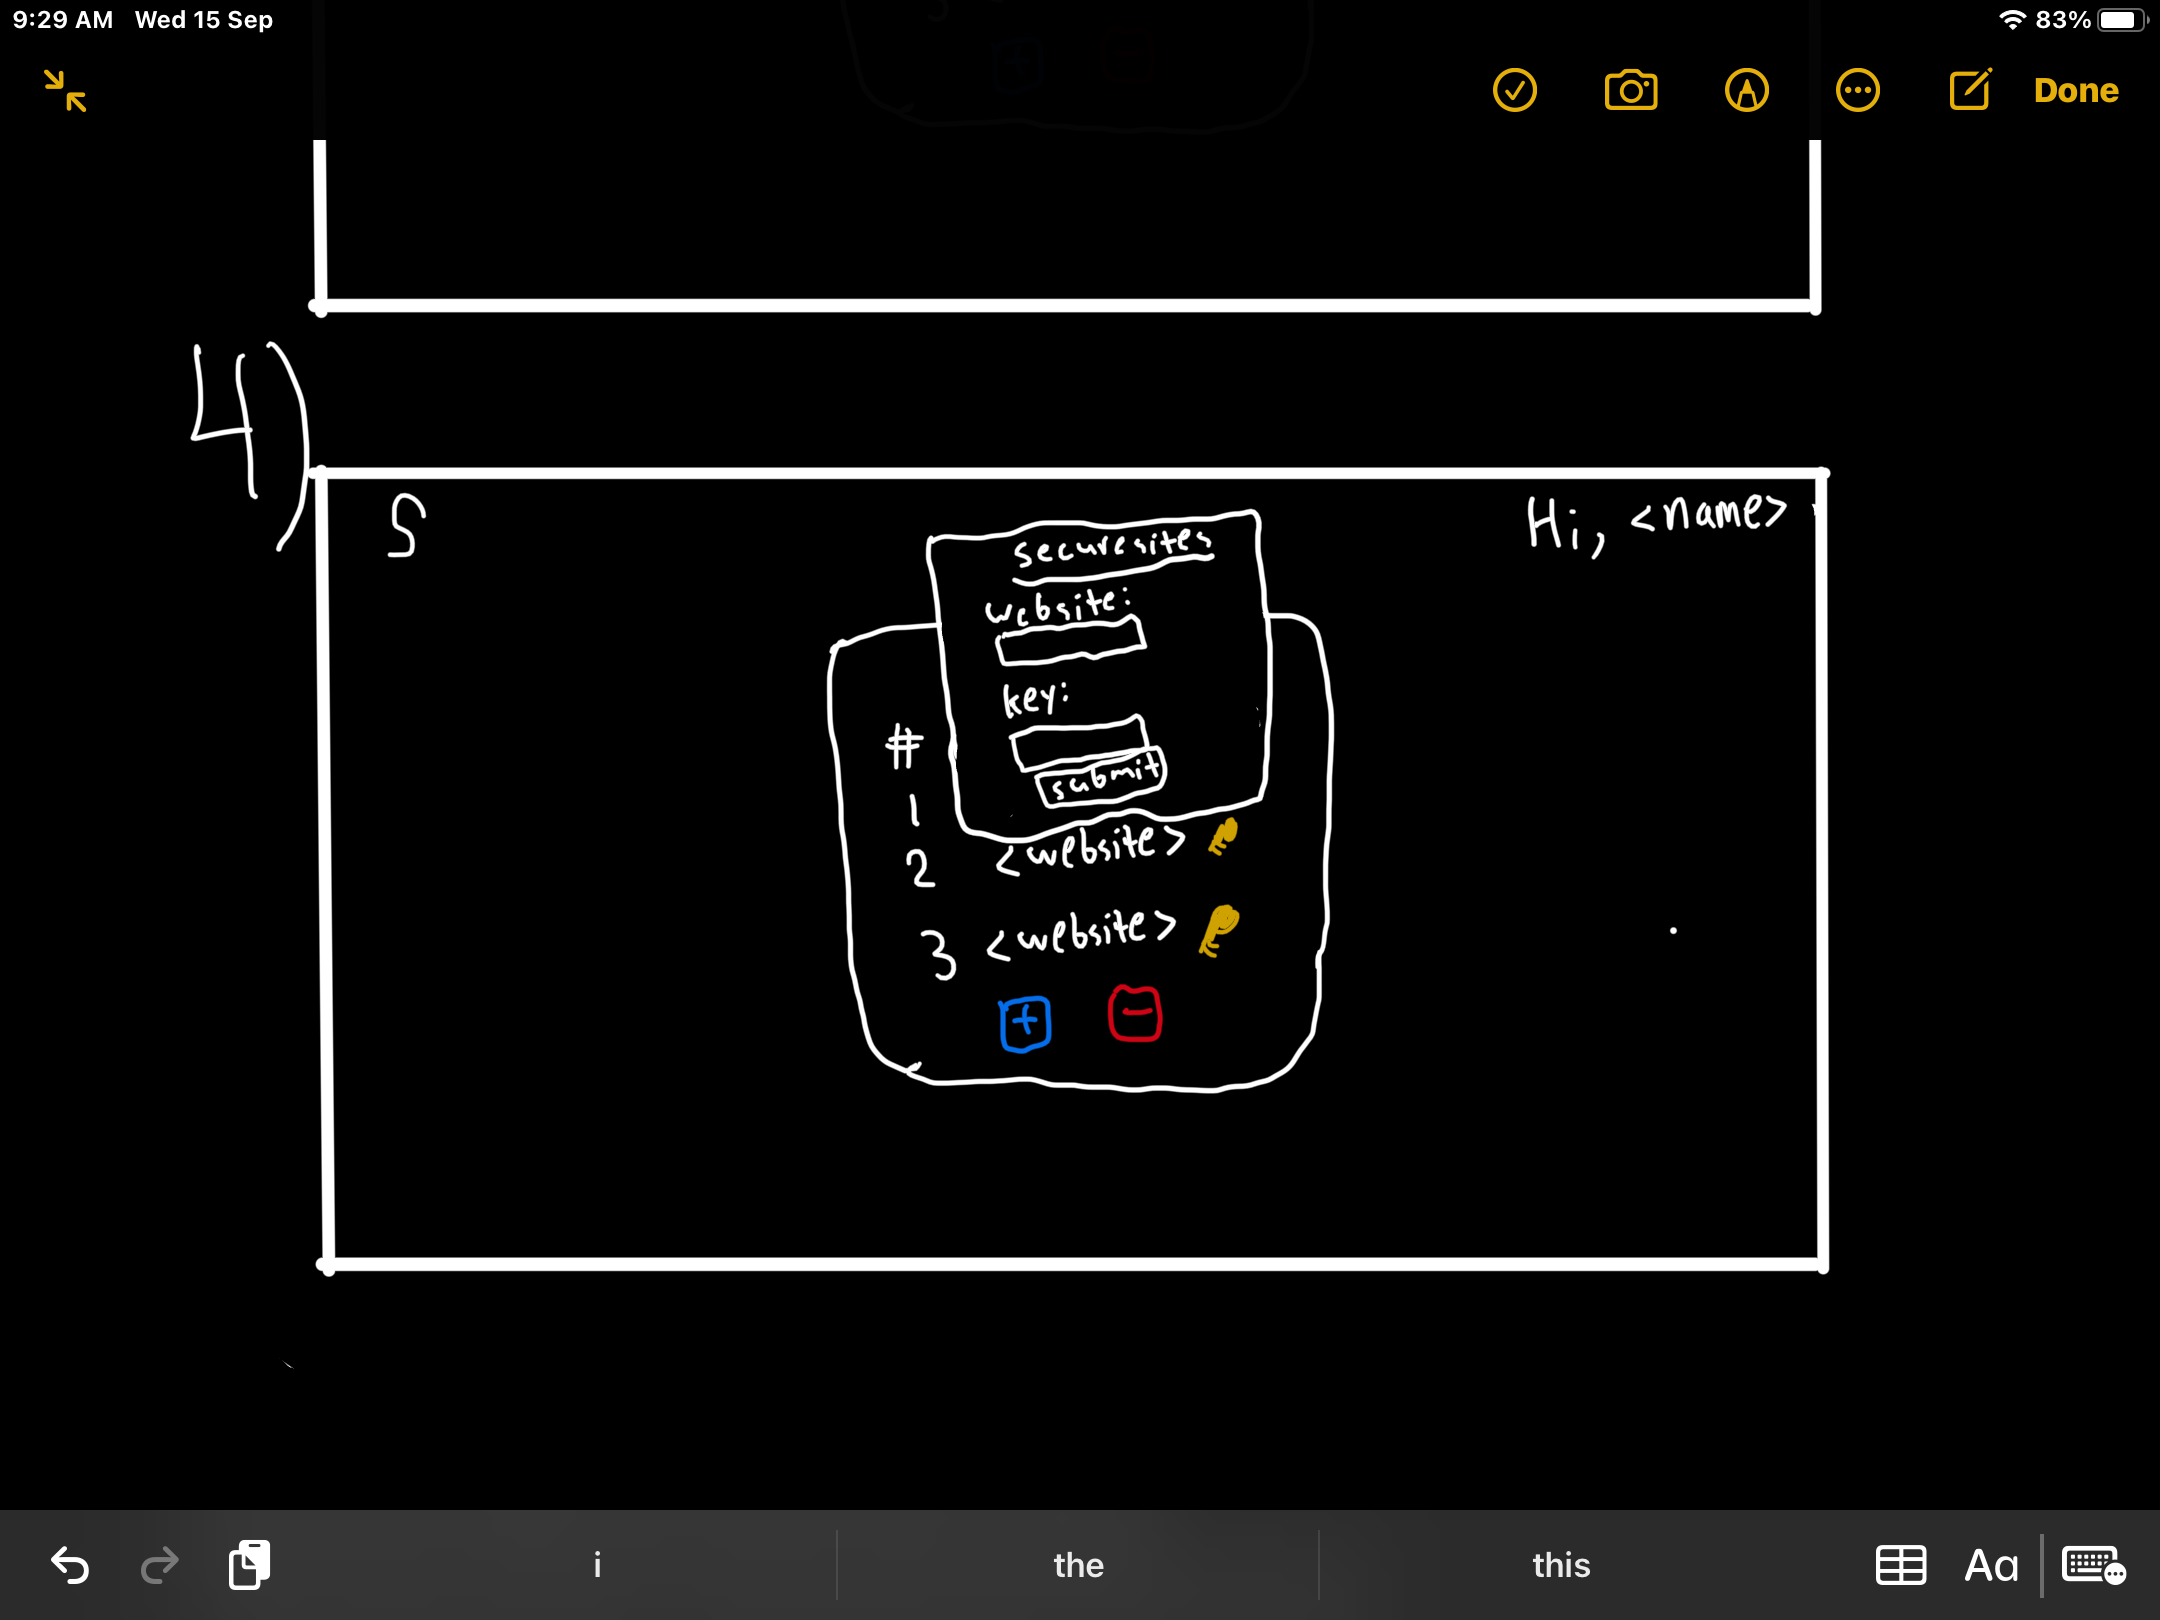 9:29 AM Wed 15 Sep
83%
Done
4)
S
Hi, <name>
securesites
website:
key:
submit
#
1
2 <website>
3 <website>
+ -
i the this
Aa